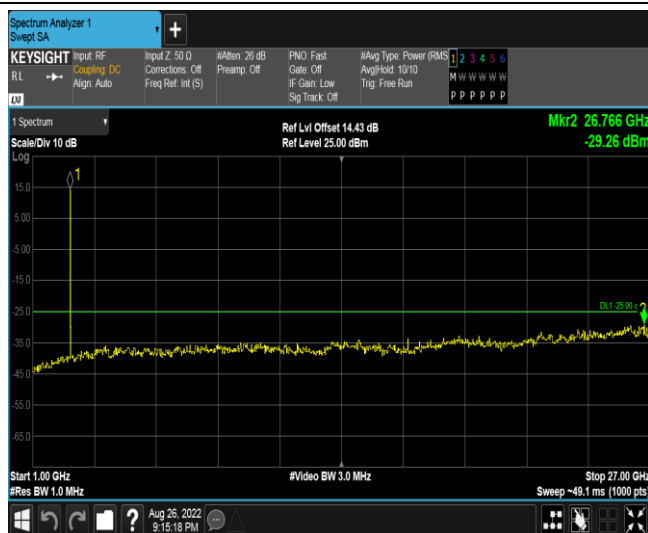 Spectrum Analyzer 1
Swept SA
+
KEYSIGHT
RL
LXI
Input: RF
Coupling: DC
Align: Auto
Input Z: 50 Ω
Corrections: Off
Freq Ref: Int (S)
#Atten: 26 dB
Preamp: Off
PNO: Fast
Gate: Off
IF Gain: Low
Sig Track: Off
#Avg Type: Power (RMS
Avg|Hold: 10/10
Trig: Free Run
1 2 3 4 5 6
M W W W W W
P P P P P P
1 Spectrum
Scale/Div 10 dB
Log
Ref Lvl Offset 14.43 dB
Ref Level 25.00 dBm
Mkr2 26.766 GHz
-29.26 dBm
1
15.0
5.00
-5.00
-15.0
-25.0
DL1 -25.00
-35.0
-45.0
-55.0
-65.0
Start 1.00 GHz
#Res BW 1.0 MHz
#Video BW 3.0 MHz
Stop 27.00 GHz
Sweep ~49.1 ms (1000 pts)
?
Aug 26, 2022
9:15:18 PM